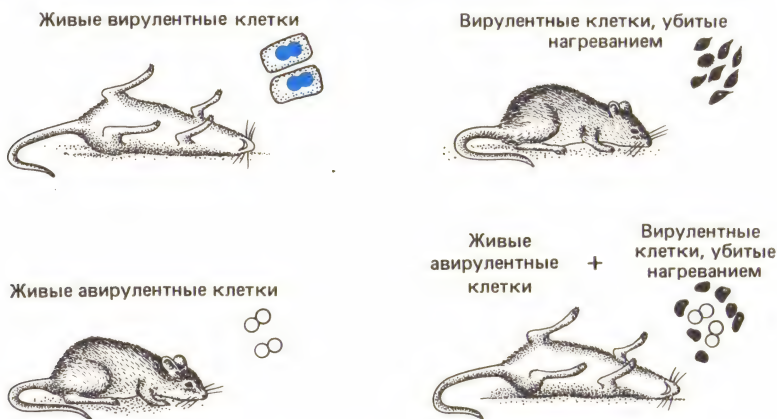 Живые вирулентные клетки
Вирулентные клетки, убитые
нагреванием
Живые авирулентные клетки
Живые
авирулентные
клетки
+
Вирулентные
клетки, убитые
нагреванием